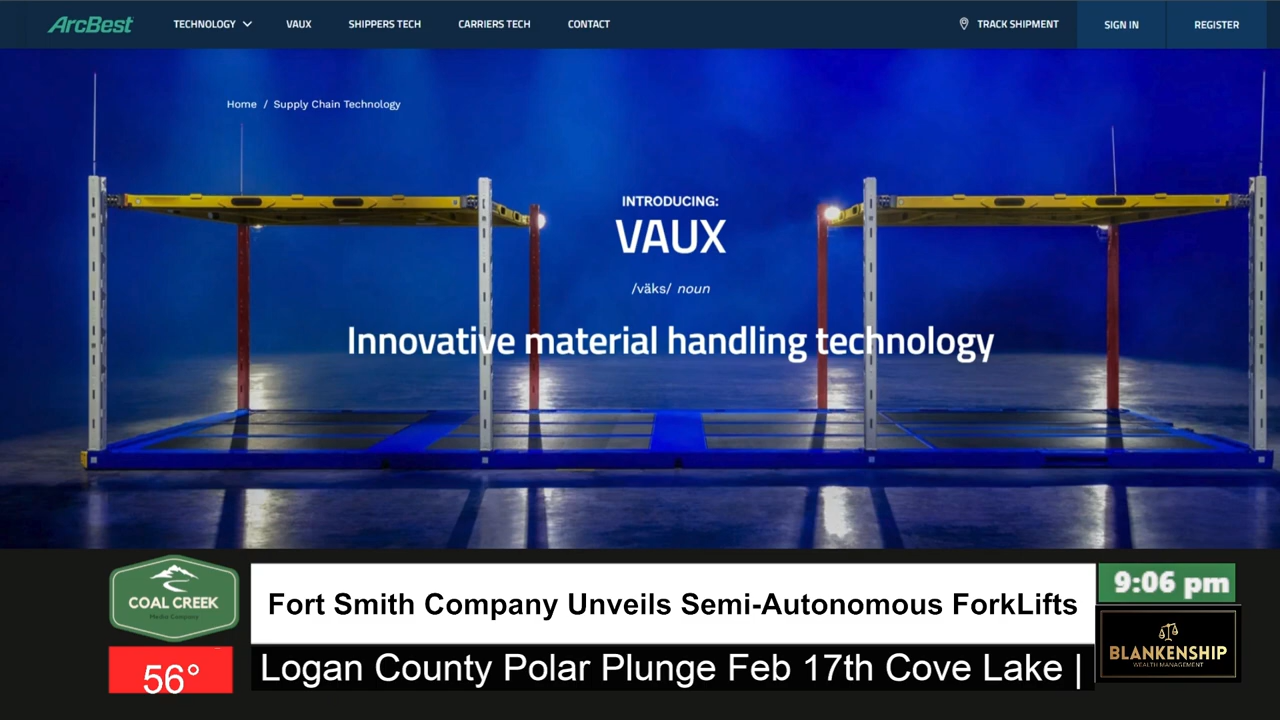 ArcBest TECHNOLOGY VAUX SHIPPERS TECH CARRIERS TECH CONTACT TRACK SHIPMENT SIGN IN REGISTER
Home / Supply Chain Technology
INTRODUCING:
VAUX
/väks/ noun
Innovative material handling technology
COAL CREEK
Media Company
Fort Smith Company Unveils Semi-Autonomous ForkLifts
9:06 pm
56°
Logan County Polar Plunge Feb 17th Cove Lake |
BLANKENSHIP
WEALTH MANAGEMENT